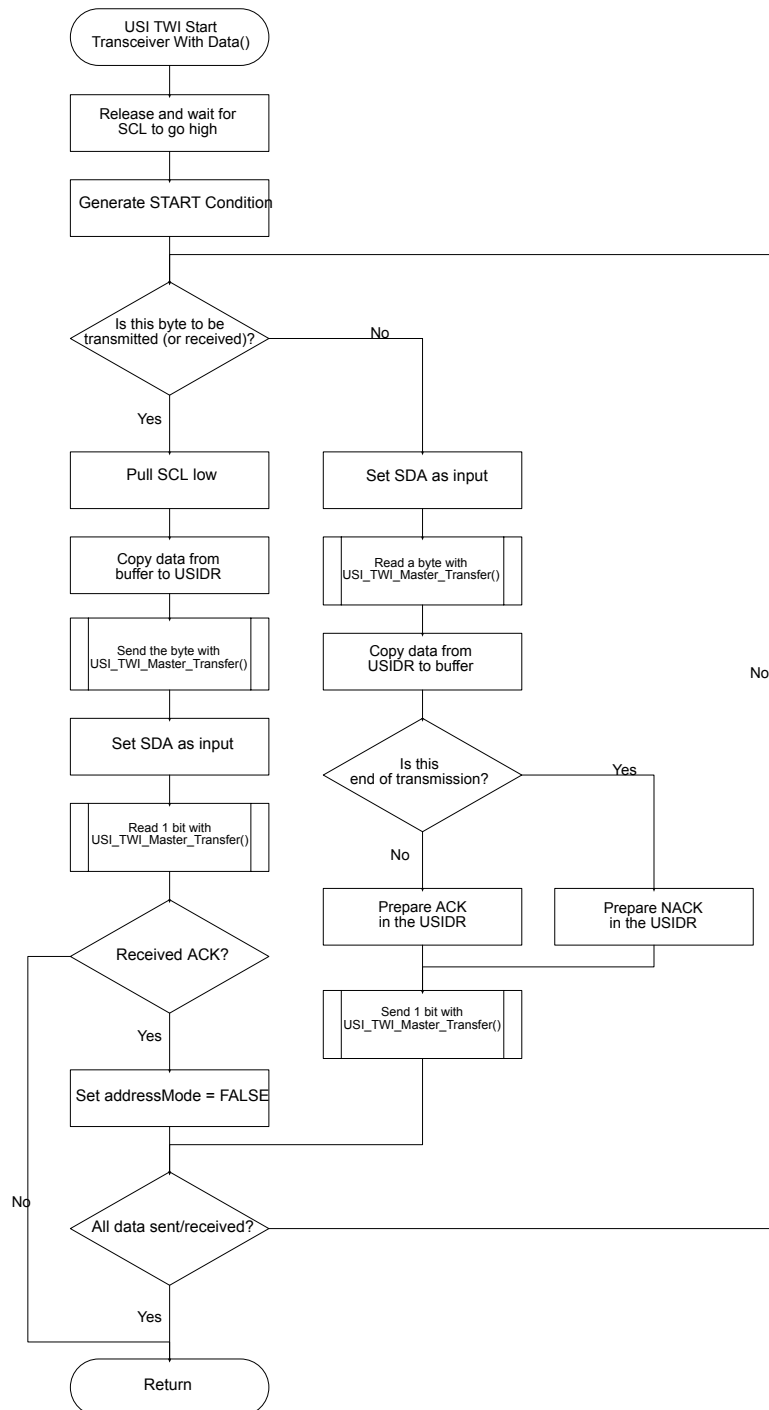 USI TWI Start
Transceiver With Data()
Release and wait for
SCL to go high
Generate START Condition
Is this byte to be
transmitted (or received)?
No
Yes
Pull SCL low
Set SDA as input
Copy data from
buffer to USIDR
Read a byte with
USI_TWI_Master_Transfer()
Send the byte with
USI_TWI_Master_Transfer()
Copy data from
USIDR to buffer
No
Set SDA as input
Is this
end of transmission?
Yes
Read 1 bit with
USI_TWI_Master_Transfer()
No
Prepare ACK
in the USIDR
Prepare NACK
in the USIDR
Received ACK?
Send 1 bit with
USI_TWI_Master_Transfer()
Yes
Set addressMode = FALSE
No
All data sent/received?
Yes
Return